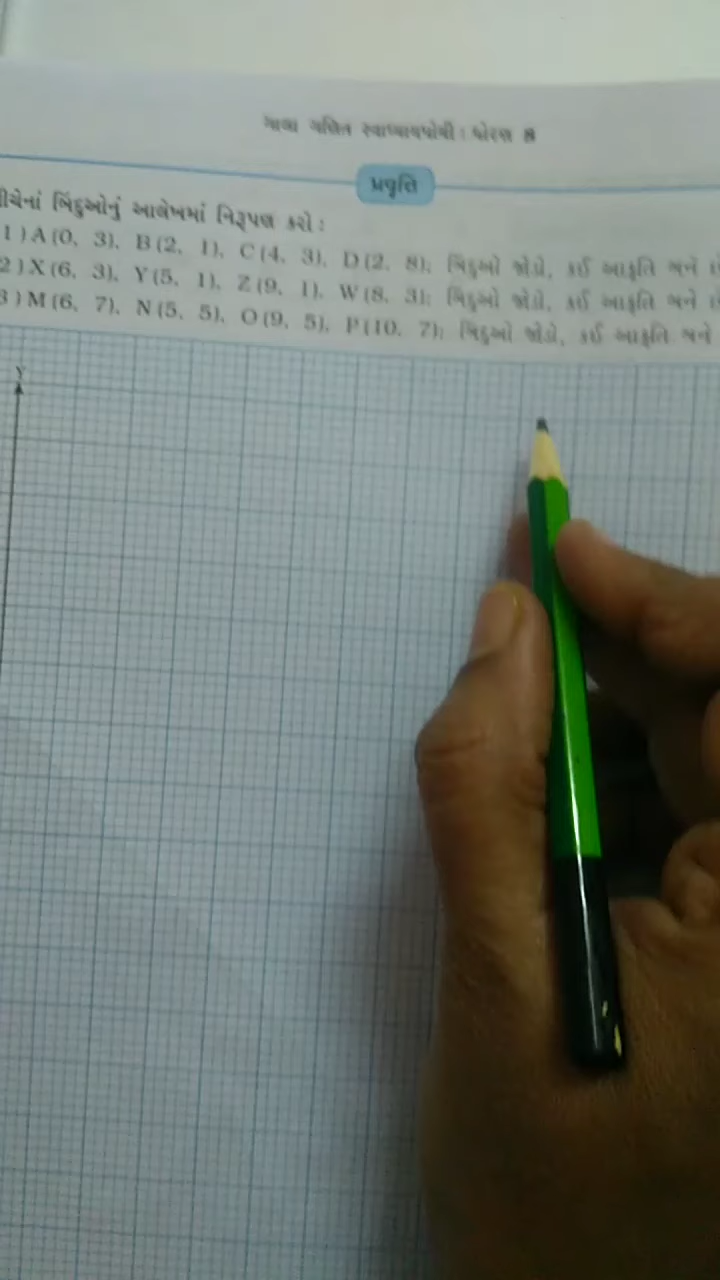 ગાલા ગણિત સ્વાધ્યાયપોથી : ધોરણ 8
પ્રવૃત્તિ
નીચેનાં બિંદુઓનું આલેખમાં નિરૂપણ કરો :
1) A(0, 3), B(2, 1), C(4, 3), D(2, 8); બિંદુઓ જોડો, કઈ આકૃતિ બને
2) X(6, 3), Y(5, 1), Z(9, 1), W(8, 3); બિંદુઓ જોડો, કઈ આકૃતિ બને
3) M(6, 7), N(5, 5), O(9, 5), P(10, 7); બિંદુઓ જોડો, કઈ આકૃતિ બને
Y